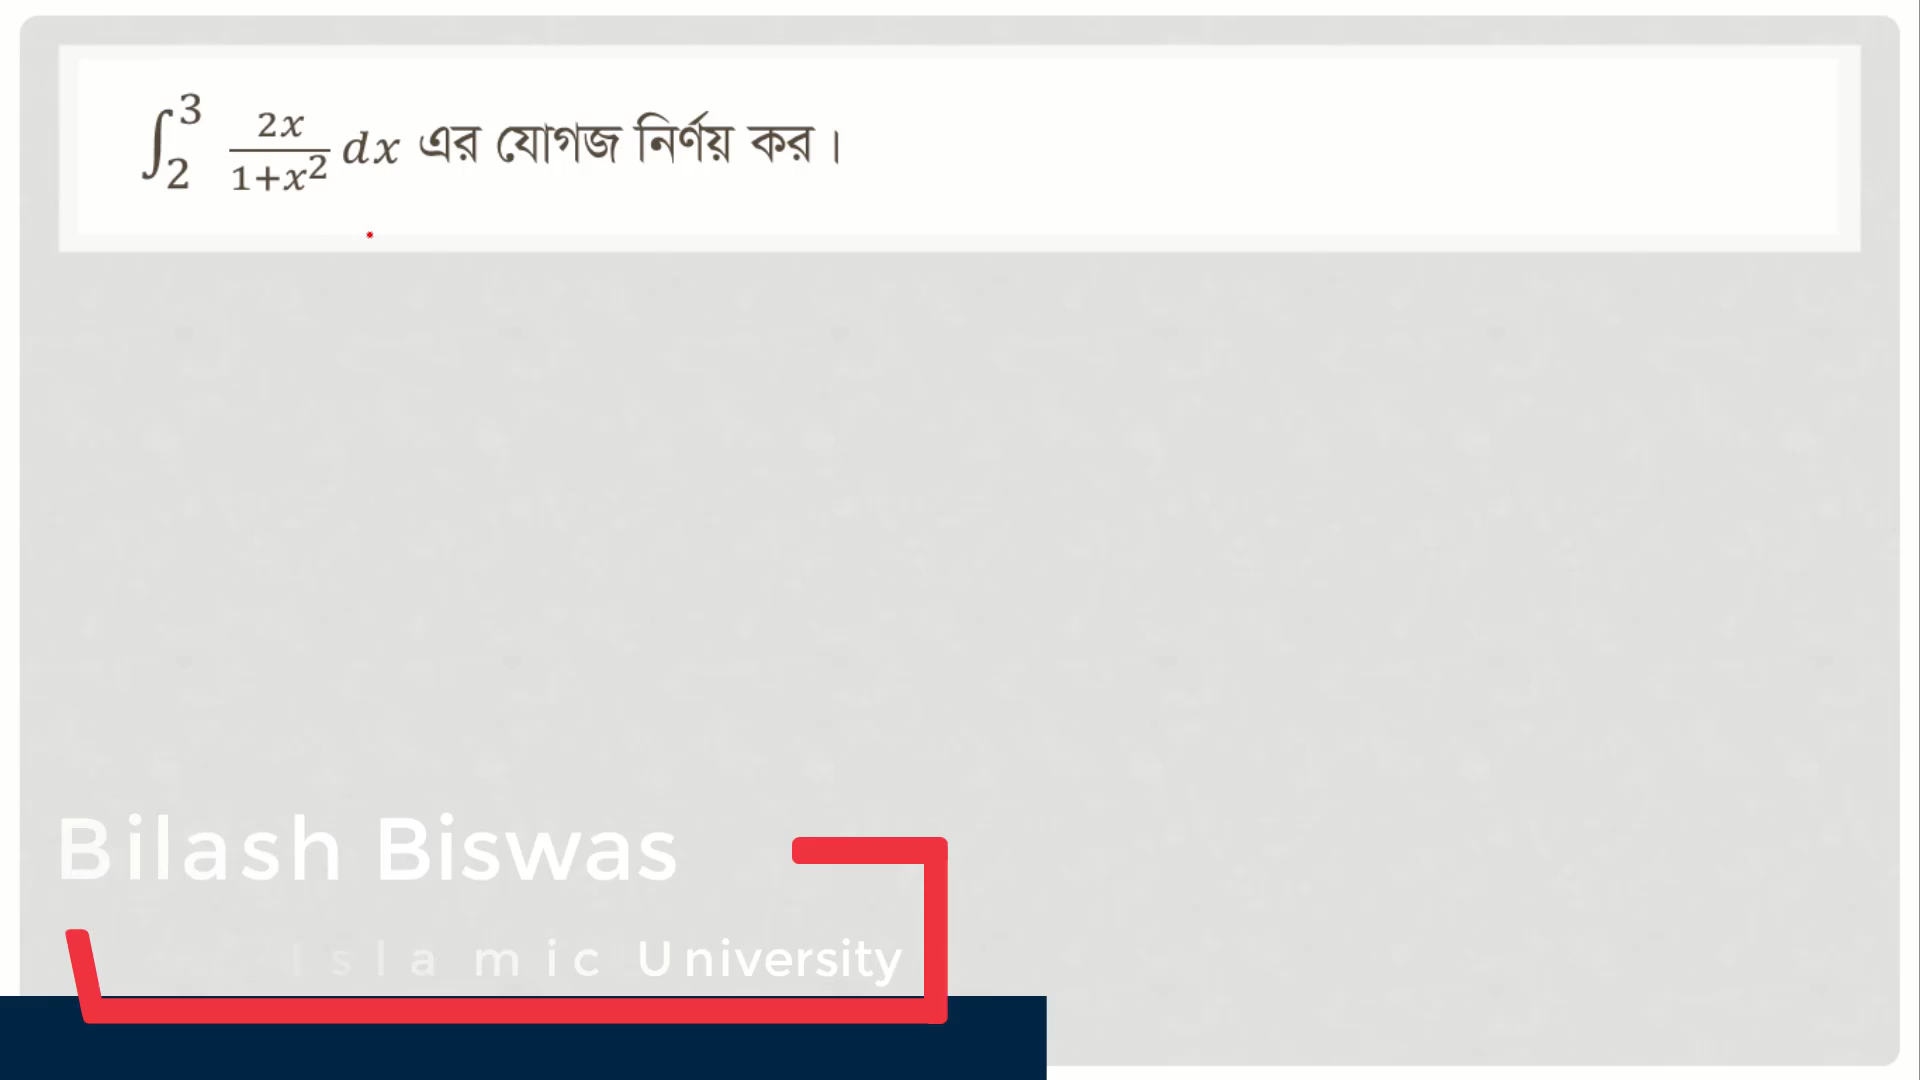 ∫₂³ 2x/(1+x²) dx এর যোগজ নির্ণয় কর ।
Bilash Biswas
Islamic University